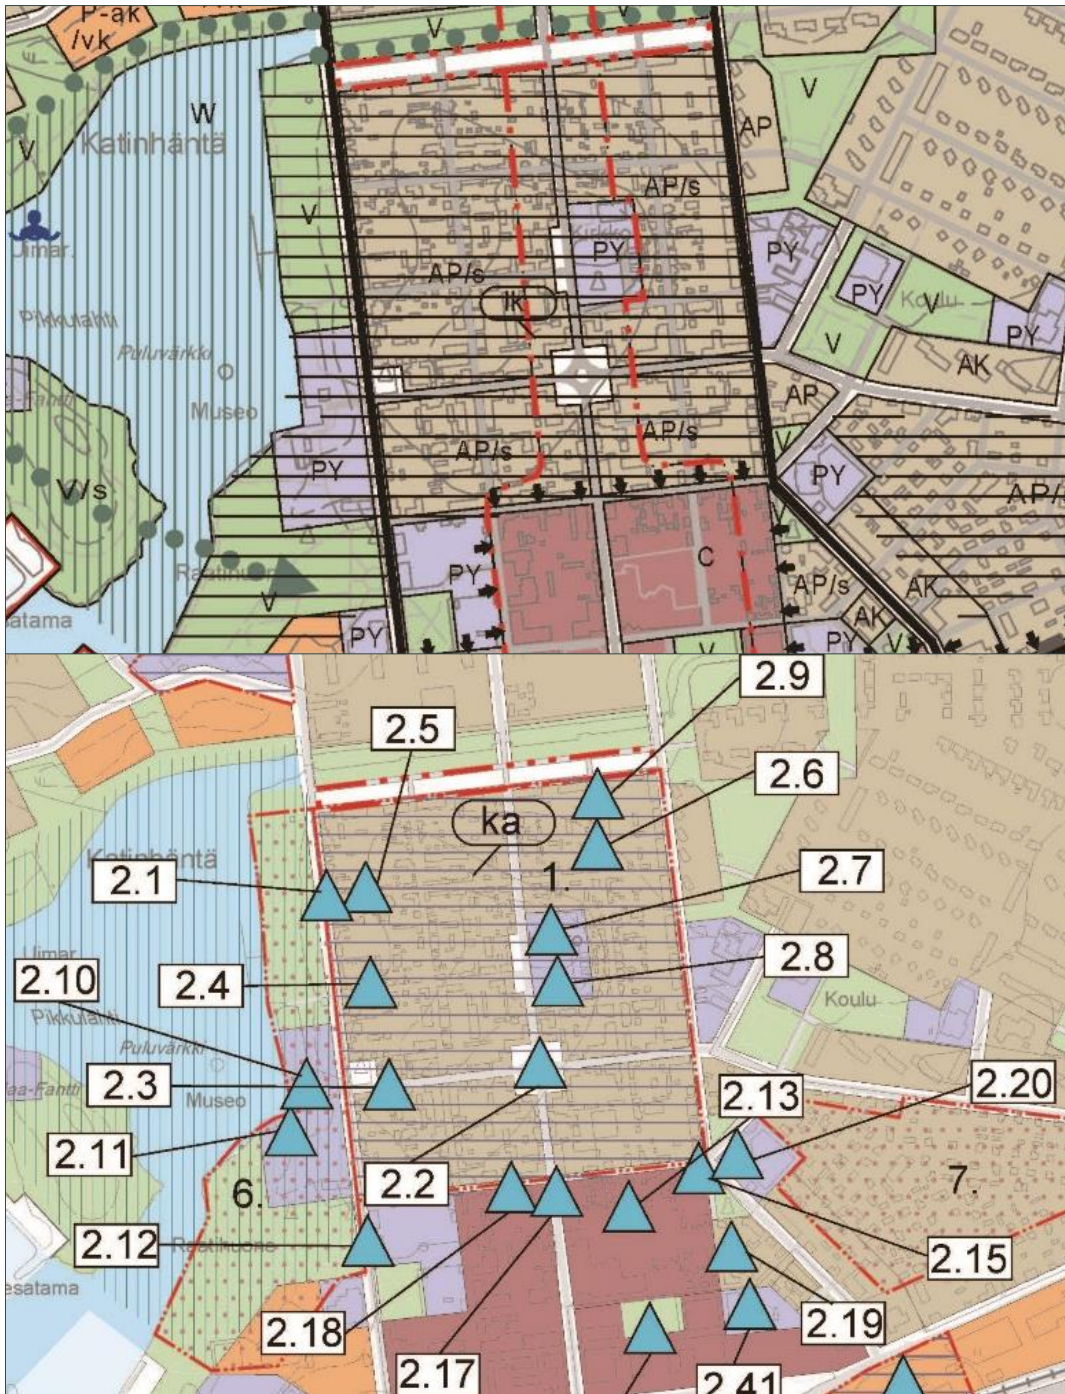 P-ak
/vk
V
W
Katinhäntä
V
V
V
AP
V
AP/s
Kirkko
PY
PY
Uimar.
AP/s
lk
PY
Koulu
V
PY
Pikkulahti
Puluvärkki
V
AK
Museo
AP
AP/s
AP/s
V
PY
PY
V/s
AP/s
V
C
PY
AP/s
AK
V
AK
PY
PY
V
V
2.9
2.5
2.6
ka
Katinhäntä
1.
2.7
2.1
Uimar.
2.10
2.4
2.8
Koulu
Pikkulahti
Puluvärkki
2.3
Museo
2.13
2.20
2.11
2.2
6.
7.
2.12
Raatihuone
2.15
esatama
2.18
2.19
2.17
2.41